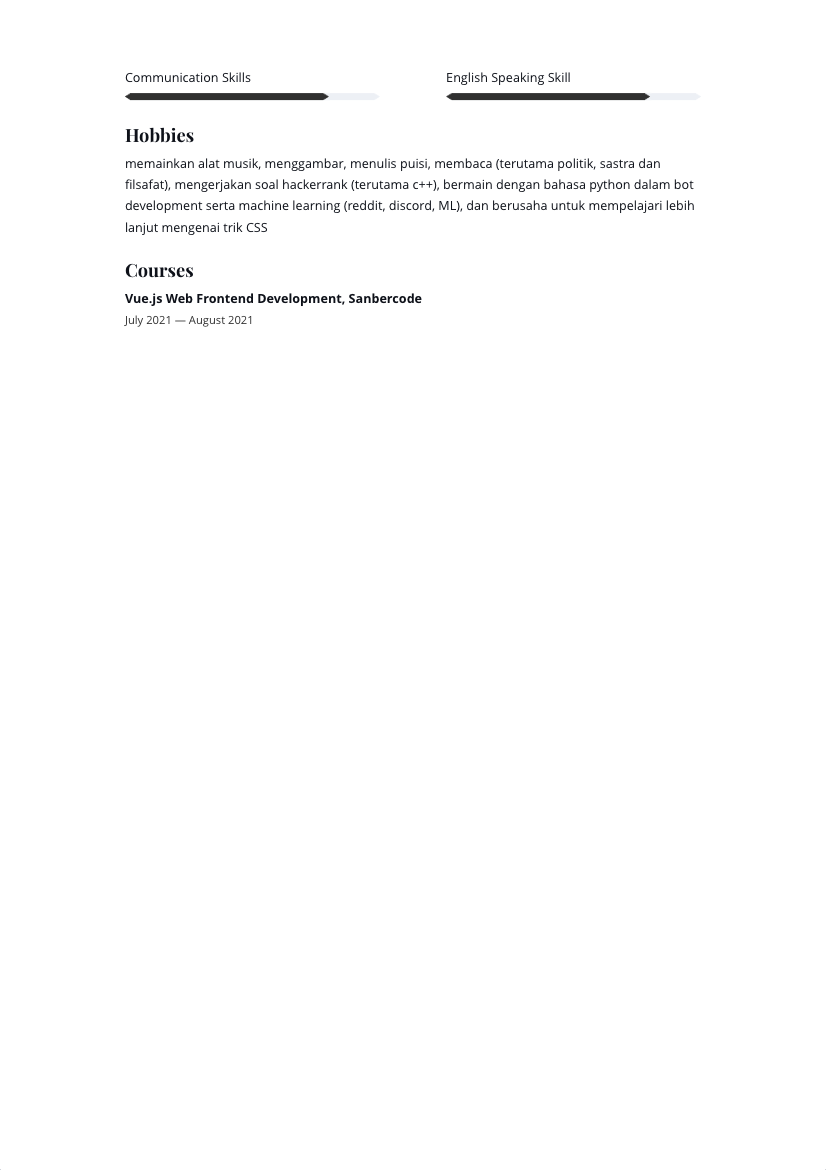 Communication Skills
English Speaking Skill
Hobbies
memainkan alat musik, menggambar, menulis puisi, membaca (terutama politik, sastra dan
filsafat), mengerjakan soal hackerrank (terutama c++), bermain dengan bahasa python dalam bot
development serta machine learning (reddit, discord, ML), dan berusaha untuk mempelajari lebih
lanjut mengenai trik CSS
Courses
Vue.js Web Frontend Development, Sanbercode
July 2021 — August 2021